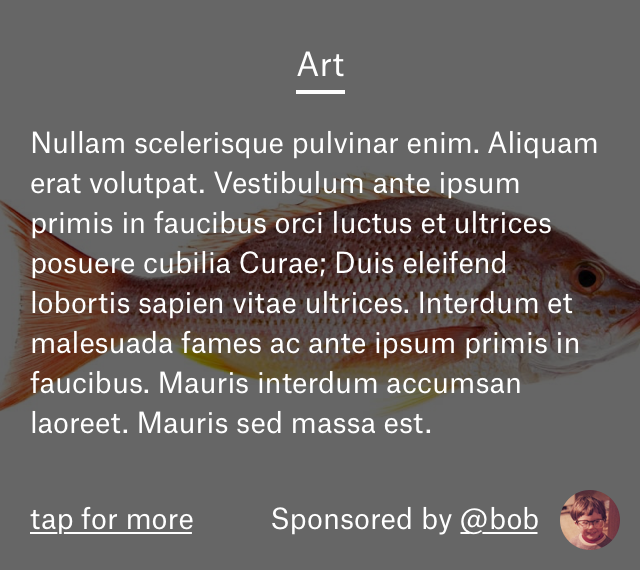 Art
Nullam scelerisque pulvinar enim. Aliquam
erat volutpat. Vestibulum ante ipsum
primis in faucibus orci luctus et ultrices
posuere cubilia Curae; Duis eleifend
lobortis sapien vitae ultrices. Interdum et
malesuada fames ac ante ipsum primis in
faucibus. Mauris interdum accumsan
laoreet. Mauris sed massa est.
tap for more Sponsored by @bob